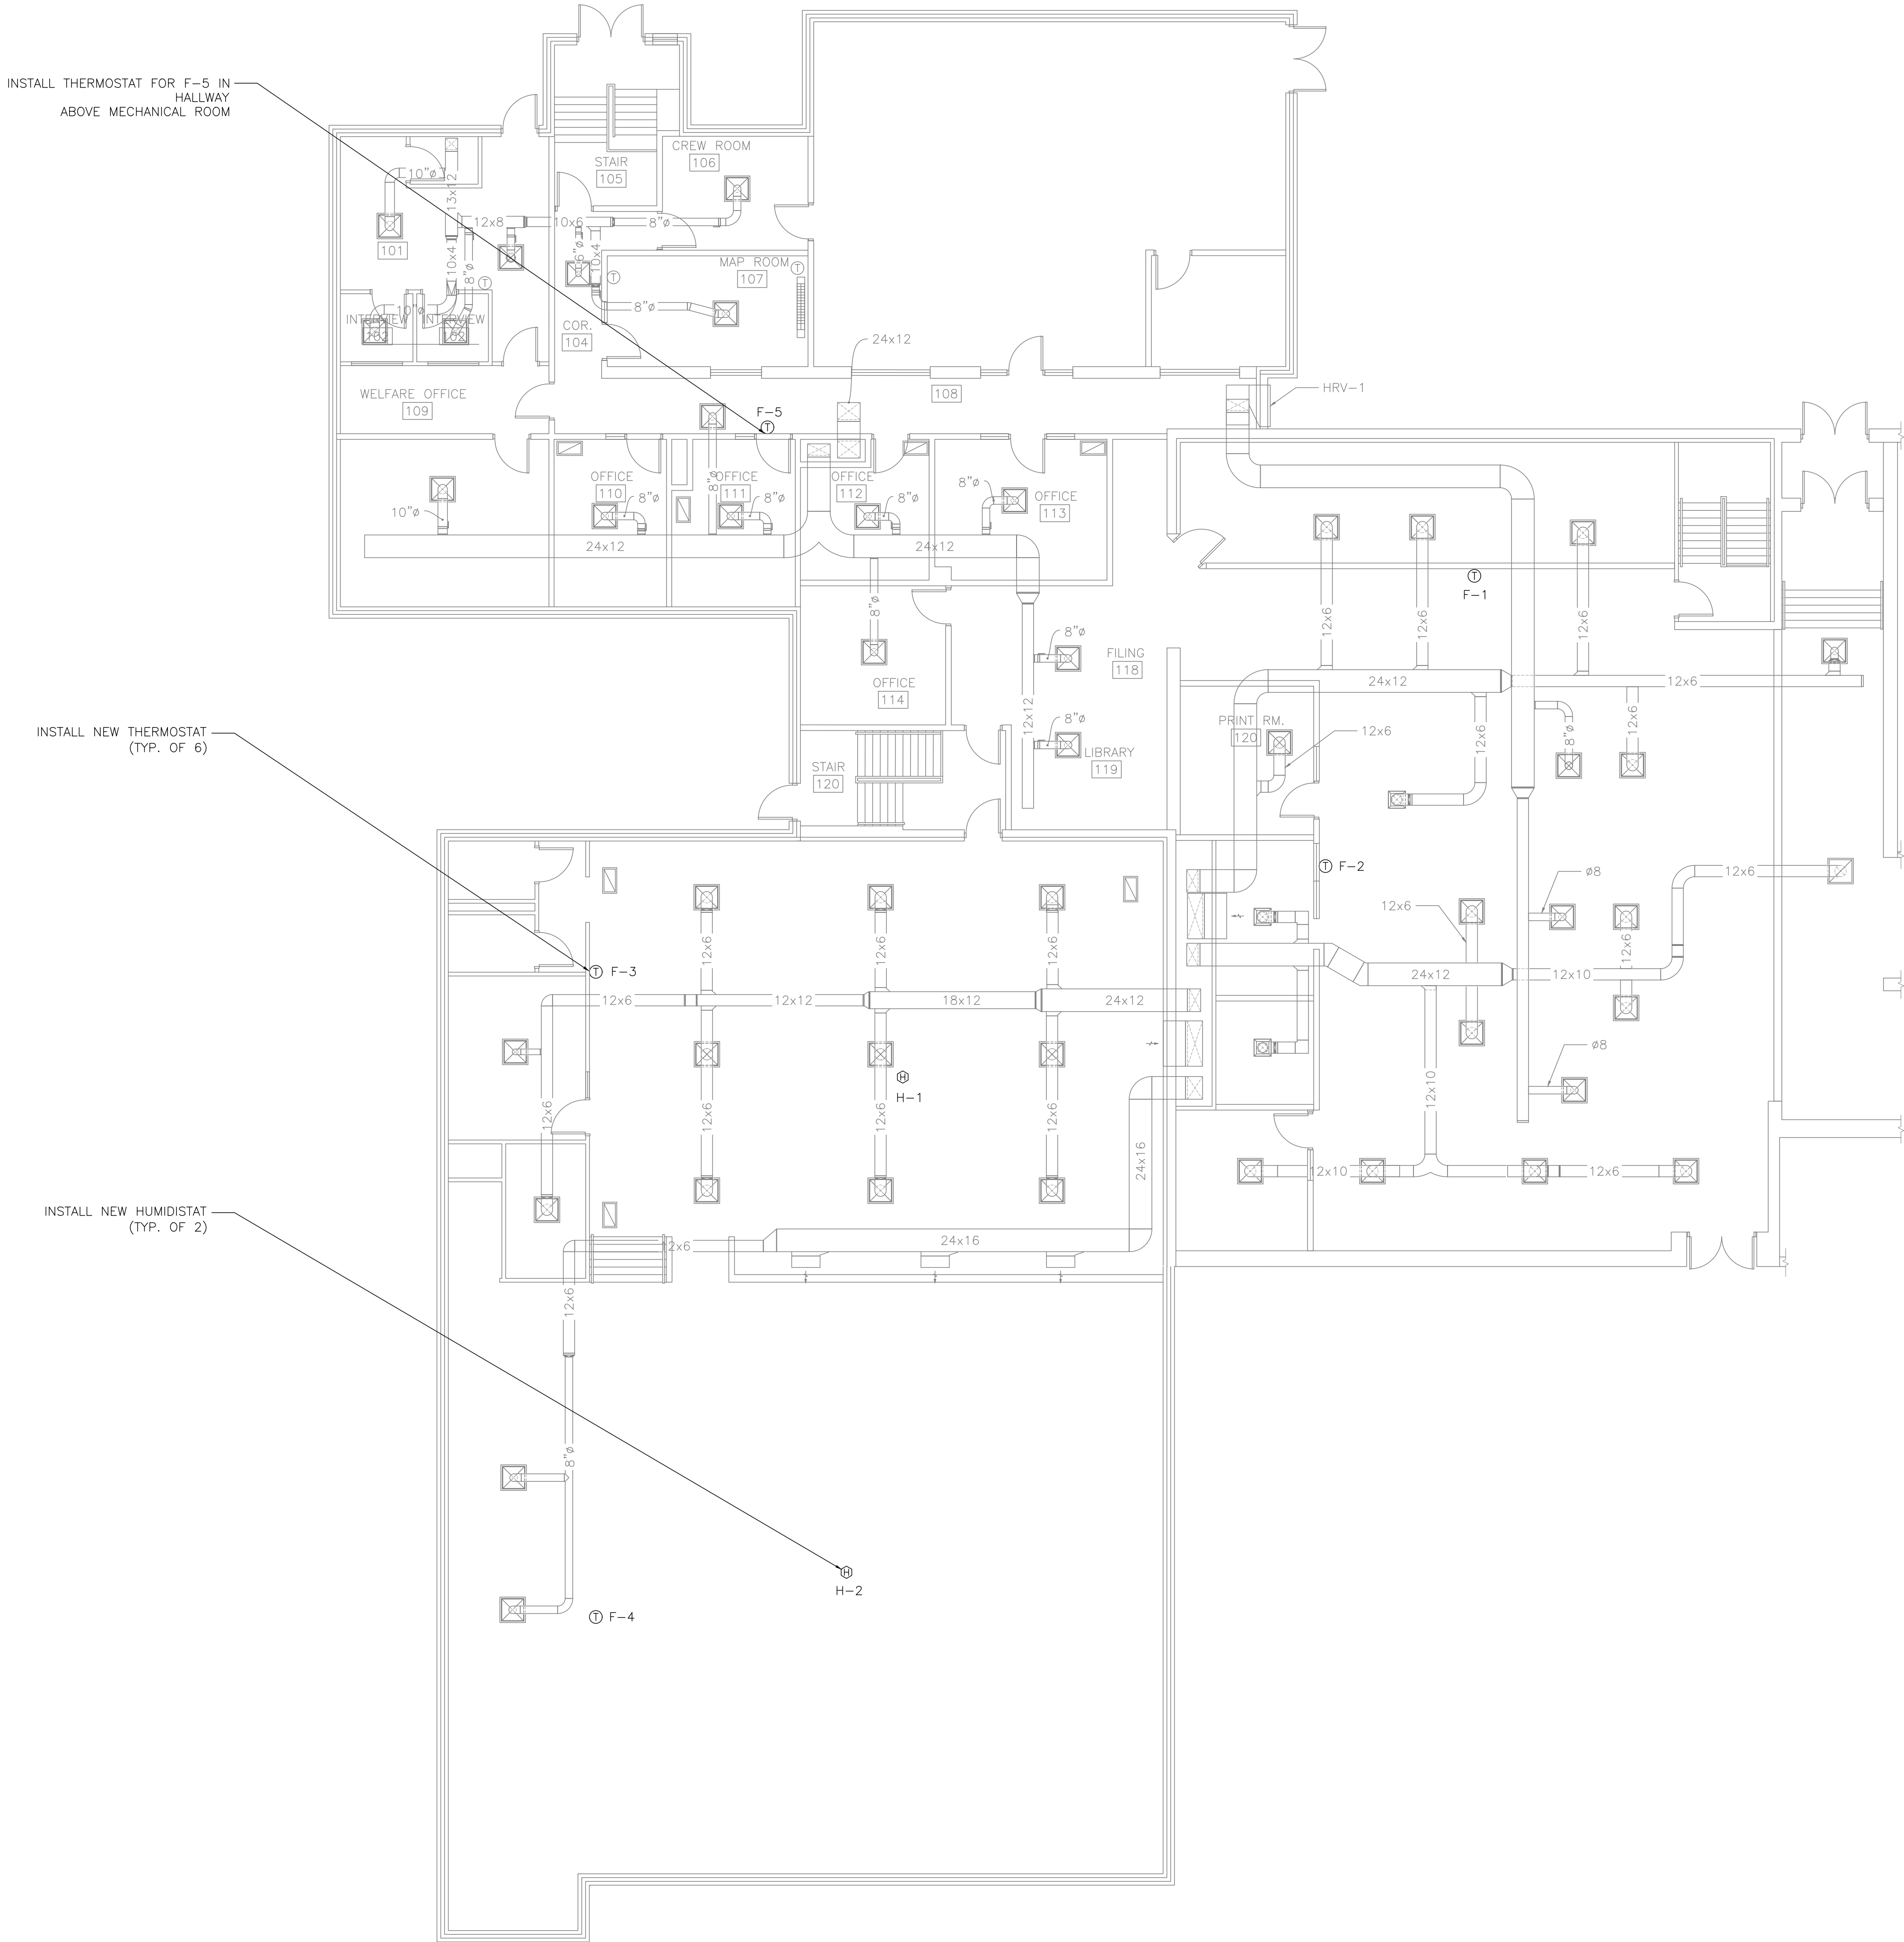 INSTALL THERMOSTAT FOR F-5 IN
HALLWAY
ABOVE MECHANICAL ROOM
CREW ROOM
106
STAIR
105
10"ø
13x12
12x8
10x6
8"ø
101
10x4
8"ø
6"ø
10x4
T
T
MAP ROOM
107
T
10"ø
8"ø
INTERVIEW
INTERVIEW
COR.
104
24x12
WELFARE OFFICE
109
108
HRV-1
F-5
T
OFFICE
110
8"ø
8"ø
OFFICE
111
8"ø
OFFICE
112
8"ø
8"ø
OFFICE
113
10"ø
24x12
24x12
T
F-1
8"ø
12x6
12x6
12x6
8"ø
FILING
118
OFFICE
114
24x12
12x6
12x12
INSTALL NEW THERMOSTAT
(TYP. OF 6)
8"ø
PRINT RM.
120
12x6
12x6
8"ø
12x6
LIBRARY
119
STAIR
120
T F-2
ø8
12x6
12x6
12x6
12x6
12x6
12x6
T F-3
24x12
12x10
12x6
12x6
12x12
18x12
24x12
ø8
H
H-1
12x6
12x6
12x6
12x6
12x10
24x16
12x10
12x6
INSTALL NEW HUMIDISTAT
(TYP. OF 2)
12x6
24x16
12x6
8"ø
H
H-2
T F-4